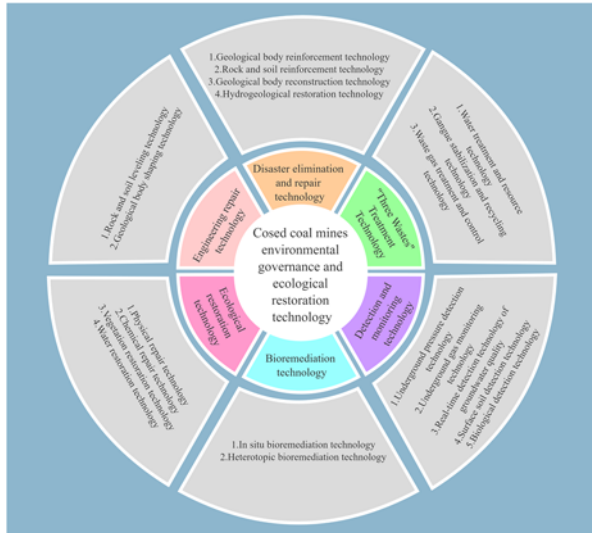 Cosed coal mines
environmental
governance and
ecological
restoration
technology
Disaster elimination
and repair
technology
1.Geological body reinforcement technology
2.Rock and soil reinforcement technology
3.Geological body reconstruction technology
4.Hydrogeological restoration technology
"Three Wastes"
Treatment
Technology
1.Water treatment and resource
technology
2.Gangue stabilization and recycling
technology
3.Waste gas treatment and control
technology
Detection and
monitoring
technology
1.Underground pressure detection
technology
2.Underground gas monitoring
technology
3.Real-time detection technology of
groundwater quality
4.Surface soil detection technology
5.Biological detection technology
Bioremediation
technology
1.In situ bioremediation technology
2.Heterotopic bioremediation technology
Ecological
restoration
technology
1.Physical repair technology
2.Chemical repair technology
3.Vegetation restoration technology
4.Water restoration technology
Engineering repair
technology
1.Rock and soil leveling technology
2.Geological body shaping technology